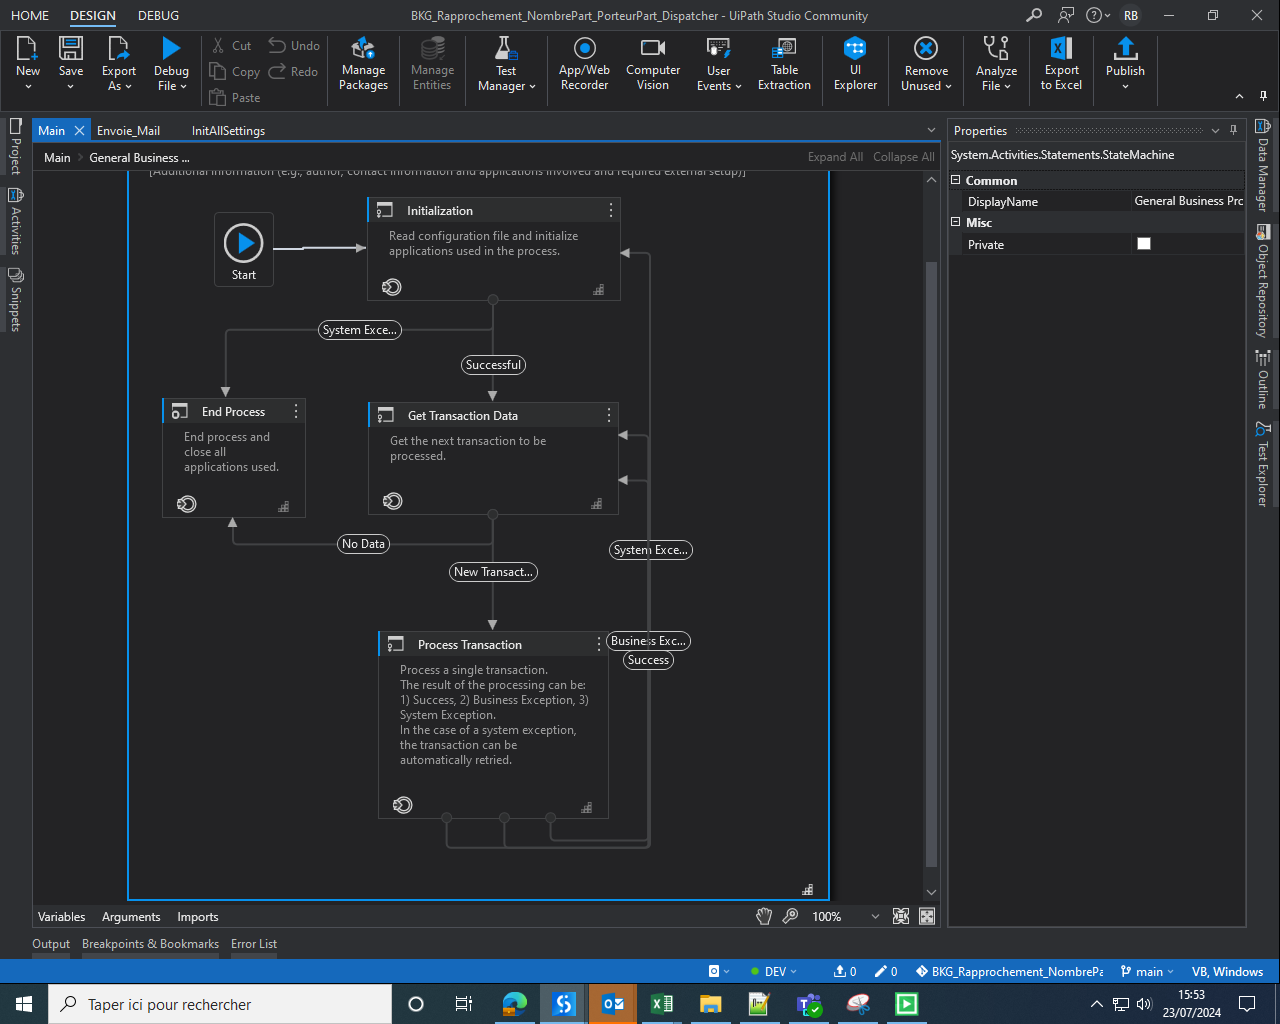 HOME DESIGN DEBUG BKG_Rapprochement_NombrePart_PorteurPart_Dispatcher - UiPath Studio Community RB
New Save Export As Debug File Cut Copy Paste Undo Redo
Manage Packages Manage Entities Test Manager App/Web Recorder Computer Vision User Events Table Extraction UI Explorer Remove Unused Analyze File Export to Excel Publish
Main Envoie_Mail InitAllSettings
Main General Business ... Expand All Collapse All
Project
Activities
Snippets
[Additional information (e.g., author, contact information and applications involved and required external setup)]
Start
Initialization
Read configuration file and initialize
applications used in the process.
System Exce...
Successful
End Process
End process and
close all
applications used.
Get Transaction Data
Get the next transaction to be
processed.
No Data
New Transact...
System Exce...
Business Exc...
Success
Process Transaction
Process a single transaction.
The result of the processing can be:
1) Success, 2) Business Exception, 3)
System Exception.
In the case of a system exception,
the transaction can be
automatically retried.
Properties
System.Activities.Statements.StateMachine
Common
DisplayName General Business Pro
Misc
Private
Data Manager
Object Repository
Outline
Test Explorer
Variables Arguments Imports 100%
Output Breakpoints & Bookmarks Error List
DEV 0 0 BKG_Rapprochement_NombrePa main VB, Windows
Taper ici pour rechercher
15:53
23/07/2024